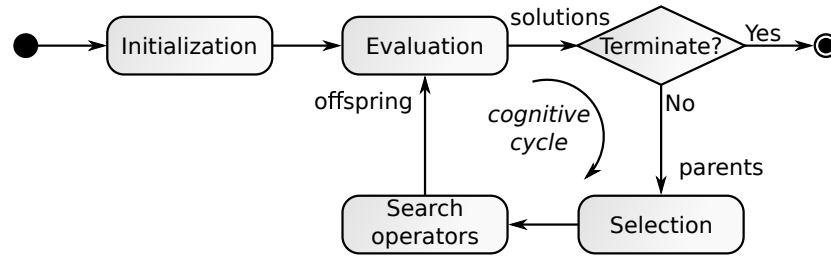 Initialization
Evaluation
solutions
Terminate?
Yes
offspring
cognitive
cycle
No
parents
Search
operators
Selection